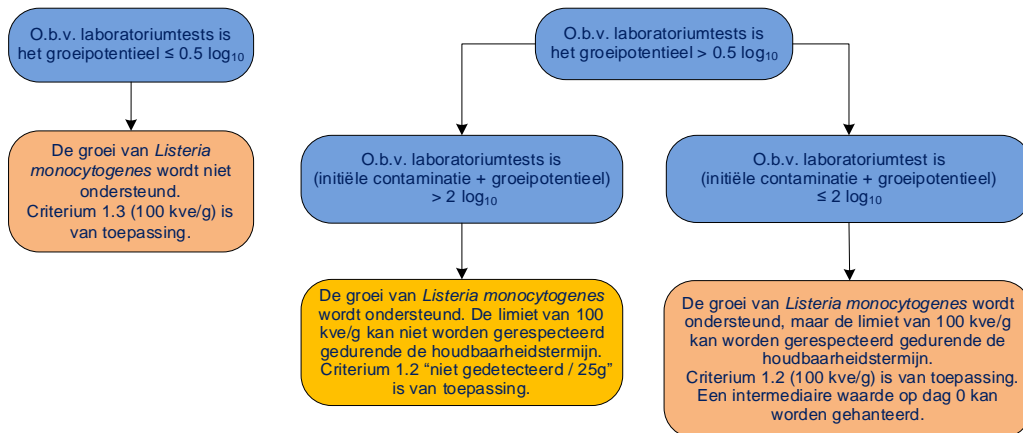 O.b.v. laboratoriumtests is
het groeipotentieel ≤ 0.5 log₁₀
De groei van Listeria
monocytogenes wordt niet
ondersteund.
Criterium 1.3 (100 kve/g) is
van toepassing.
O.b.v. laboratoriumtests is
het groeipotentieel > 0.5 log₁₀
O.b.v. laboratoriumtests is
(initiële contaminatie + groeipotentieel)
> 2 log₁₀
De groei van Listeria monocytogenes
wordt ondersteund. De limiet van 100
kve/g kan niet worden gerespecteerd
gedurende de houdbaarheidstermijn.
Criterium 1.2 “niet gedetecteerd / 25g”
is van toepassing.
O.b.v. laboratoriumtest is
(initiële contaminatie + groeipotentieel)
≤ 2 log₁₀
De groei van Listeria monocytogenes wordt
ondersteund, maar de limiet van 100 kve/g
kan worden gerespecteerd gedurende de
houdbaarheidstermijn.
Criterium 1.2 (100 kve/g) is van toepassing.
Een intermediaire waarde op dag 0 kan
worden gehanteerd.